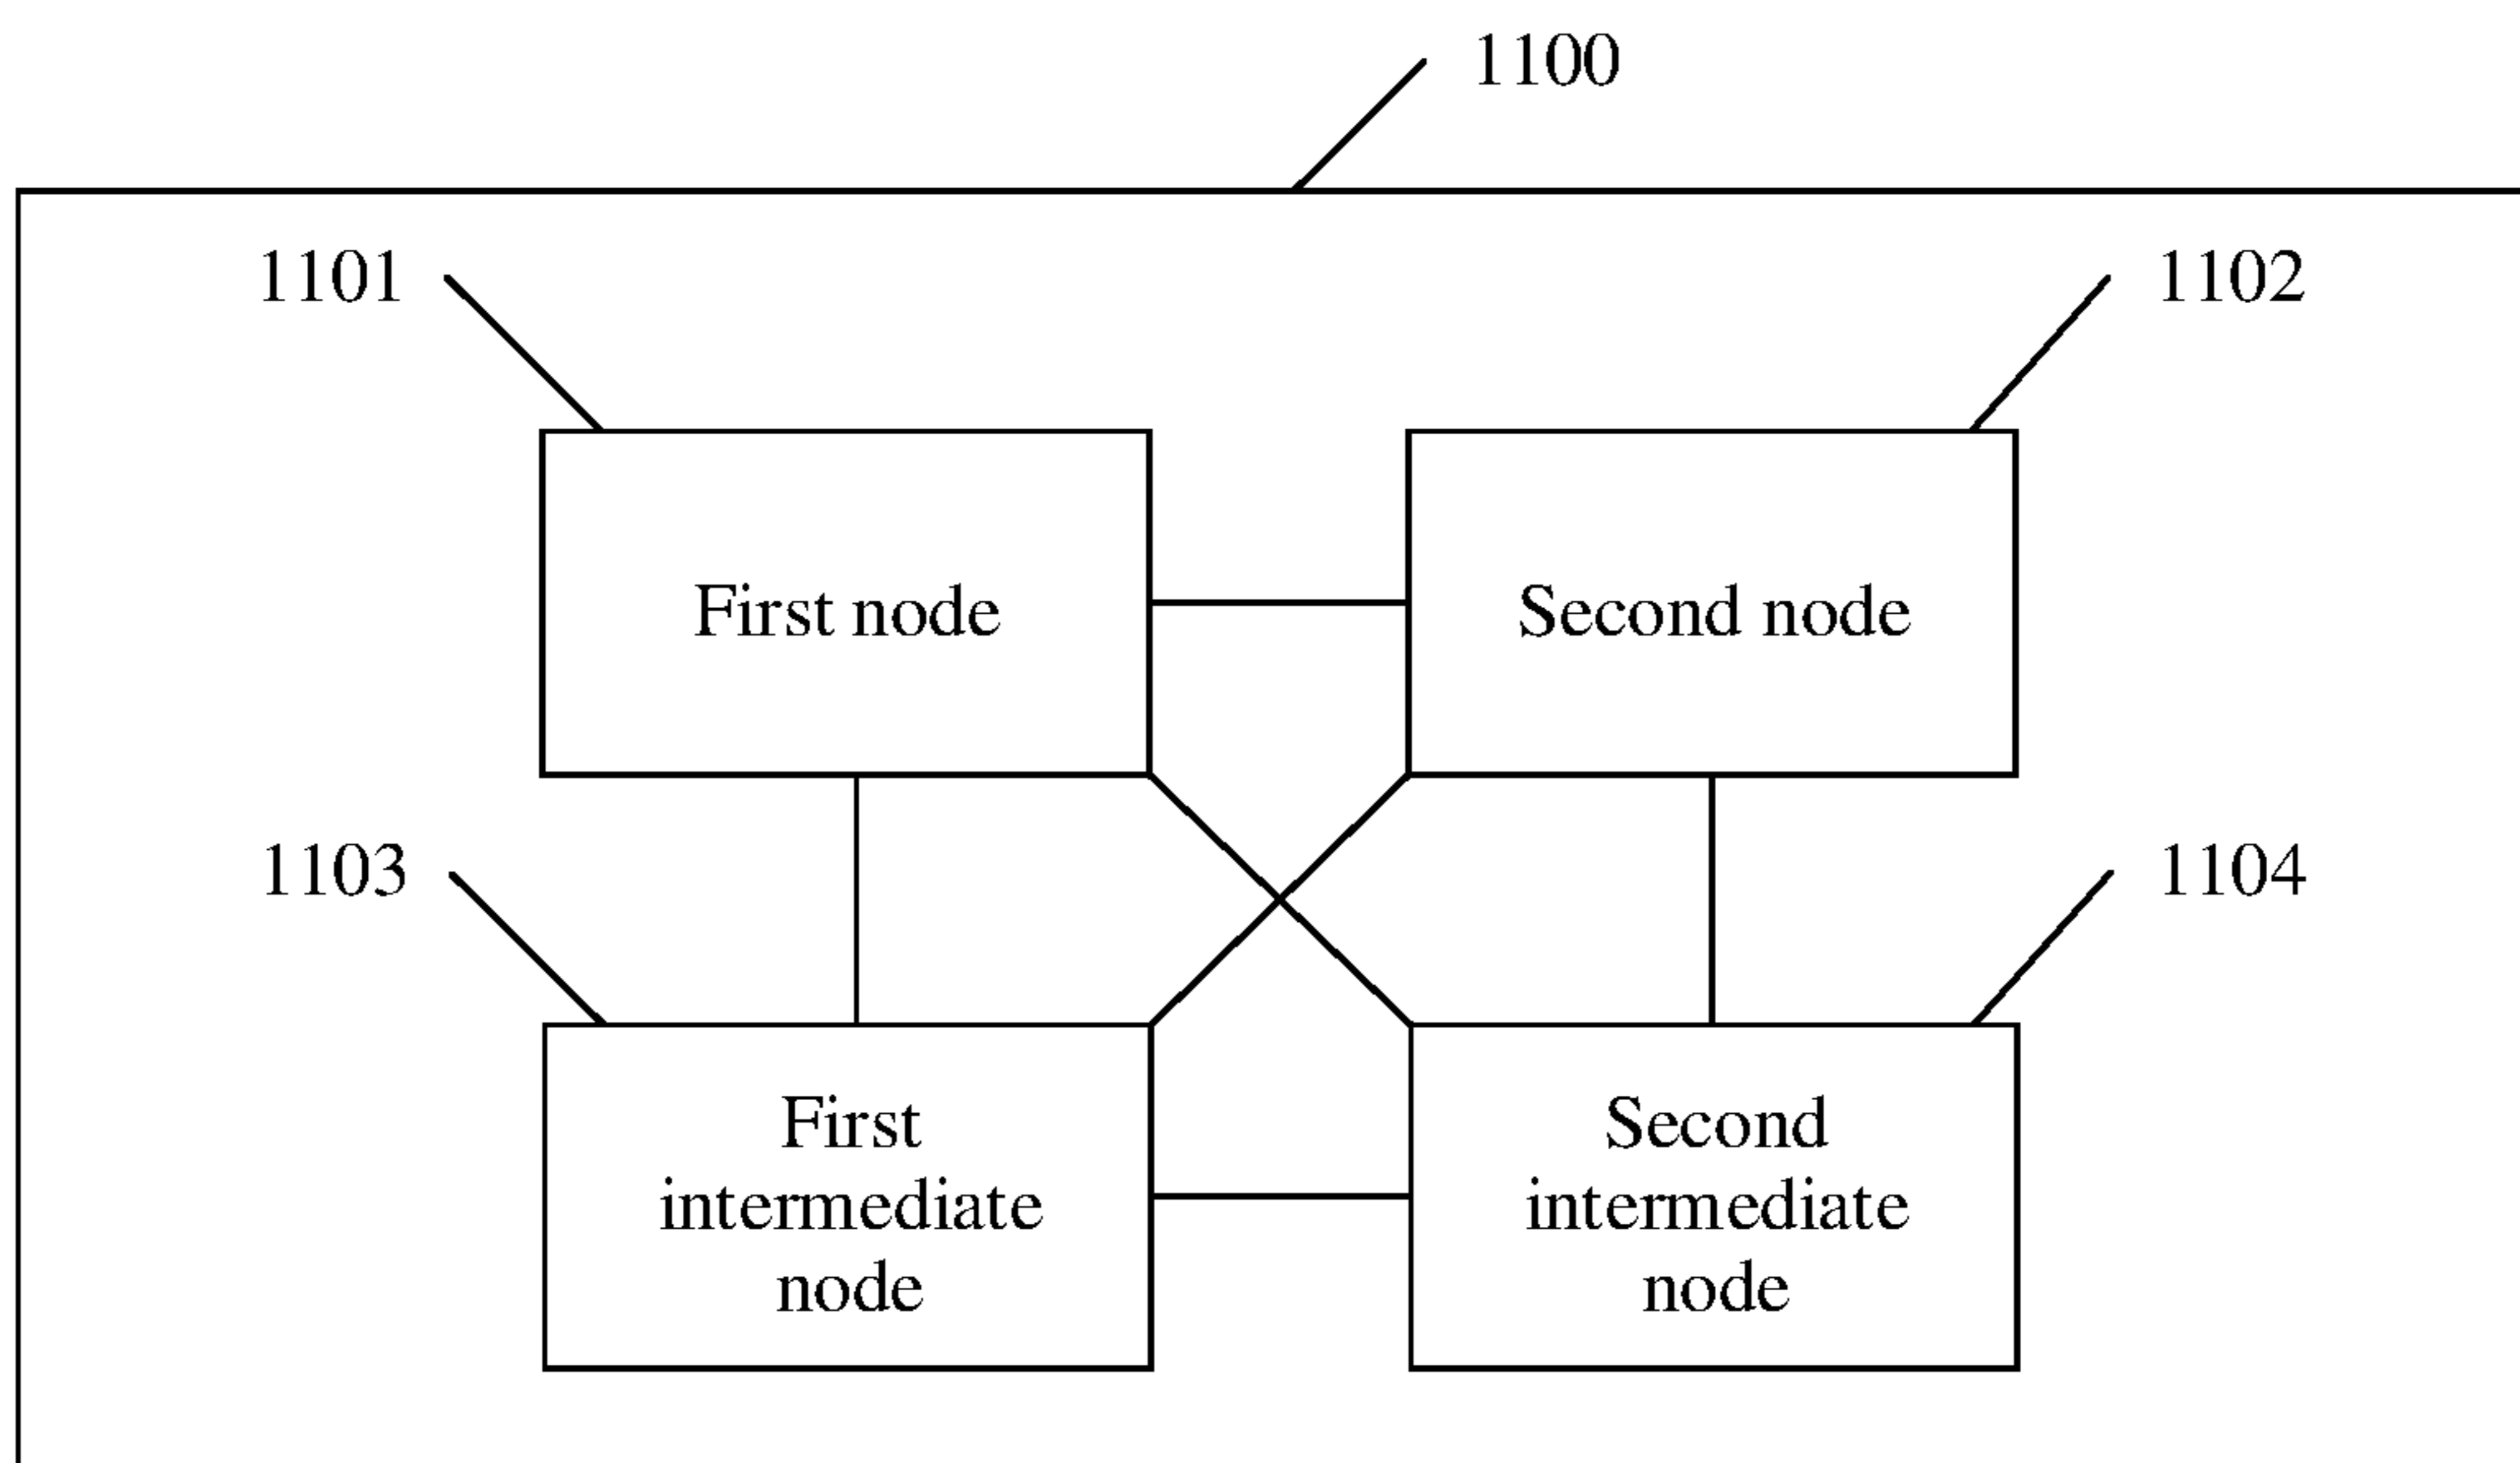 1100
1101
1102
First node
Second node
1103
1104
First
intermediate
node
Second
intermediate
node